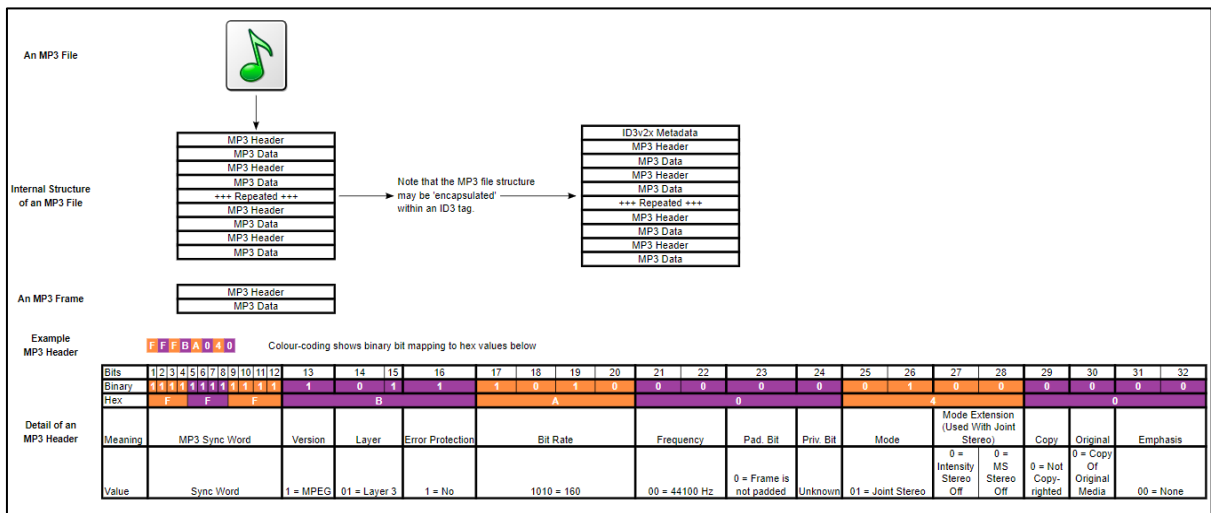 An MP3 File
MP3 Header
MP3 Data
MP3 Header
MP3 Data
+++ Repeated +++
MP3 Header
MP3 Data
MP3 Header
MP3 Data
Internal Structure
of an MP3 File
Note that the MP3 file structure
may be 'encapsulated'
within an ID3 tag.
ID3v2x Metadata
MP3 Header
MP3 Data
MP3 Header
MP3 Data
+++ Repeated +++
MP3 Header
MP3 Data
MP3 Header
MP3 Data
An MP3 Frame
MP3 Header
MP3 Data
Example
MP3 Header
F F F B A 0 4 0
Colour-coding shows binary bit mapping to hex values below
Detail of an
MP3 Header
Bits 1 2 3 4 5 6 7 8 9 10 11 12 13 14 15 16 17 18 19 20 21 22 23 24 25 26 27 28 29 30 31 32
Binary 1 1 1 1 1 1 1 1 1 1 1 1 1 0 1 1 1 0 1 0 0 0 0 0 0 1 0 0 0 0 0 0
Hex F F F B A 0 4 0
Meaning MP3 Sync Word Version Layer Error Protection Bit Rate Frequency Pad. Bit Priv. Bit Mode
Mode Extension
(Used With Joint
Stereo)
Copy Original Emphasis
Value Sync Word 1 = MPEG 01 = Layer 3 1 = No 1010 = 160 00 = 44100 Hz
0 = Frame is
not padded
Unknown 01 = Joint Stereo
0 =
Intensity
Stereo
Off
0 =
MS
Stereo
Off
0 = Not
Copy-
righted
0 = Copy
Of
Original
Media
00 = None